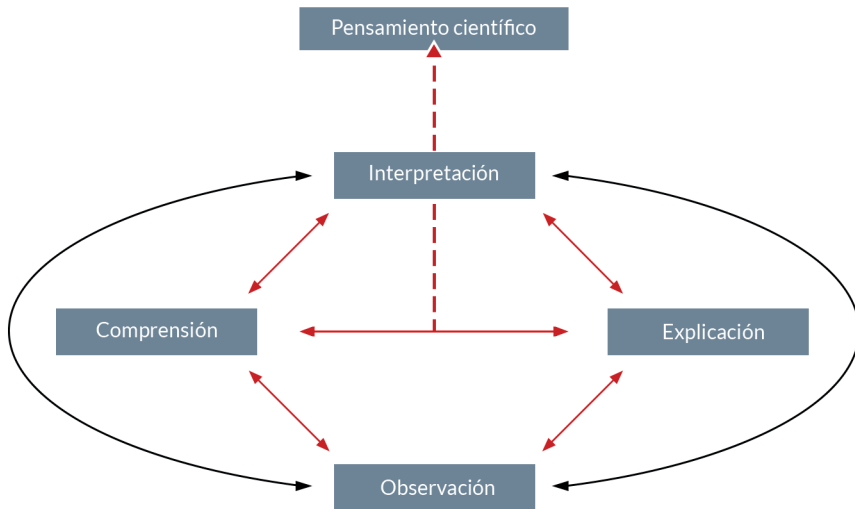 Pensamiento científico
Interpretación
Comprensión
Explicación
Observación